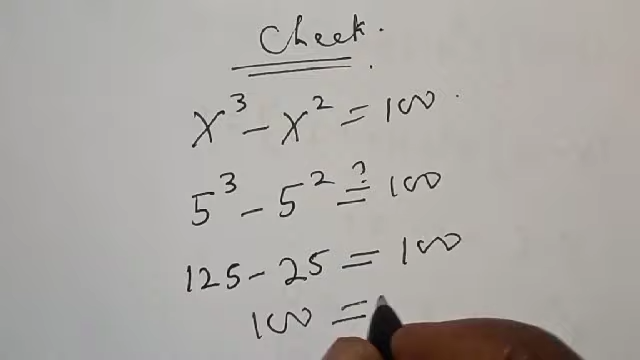 Check.
x³ - x² = 100
5³ - 5² ≟ 100
125 - 25 = 100
100 =